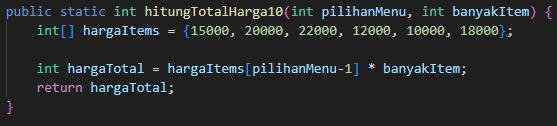 public static int hitungTotalHarga10(int pilihanMenu, int banyakItem) {
    int[] hargaItems = {15000, 20000, 22000, 12000, 10000, 18000};

    int hargaTotal = hargaItems[pilihanMenu-1] * banyakItem;
    return hargaTotal;
}